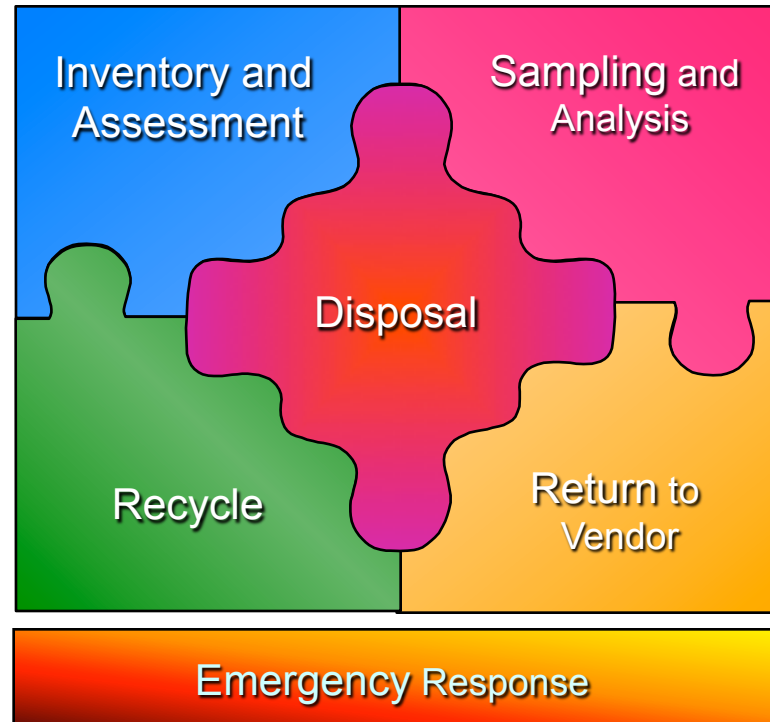 Inventory and
Assessment
Sampling and
Analysis
Disposal
Recycle
Return to
Vendor
Emergency Response